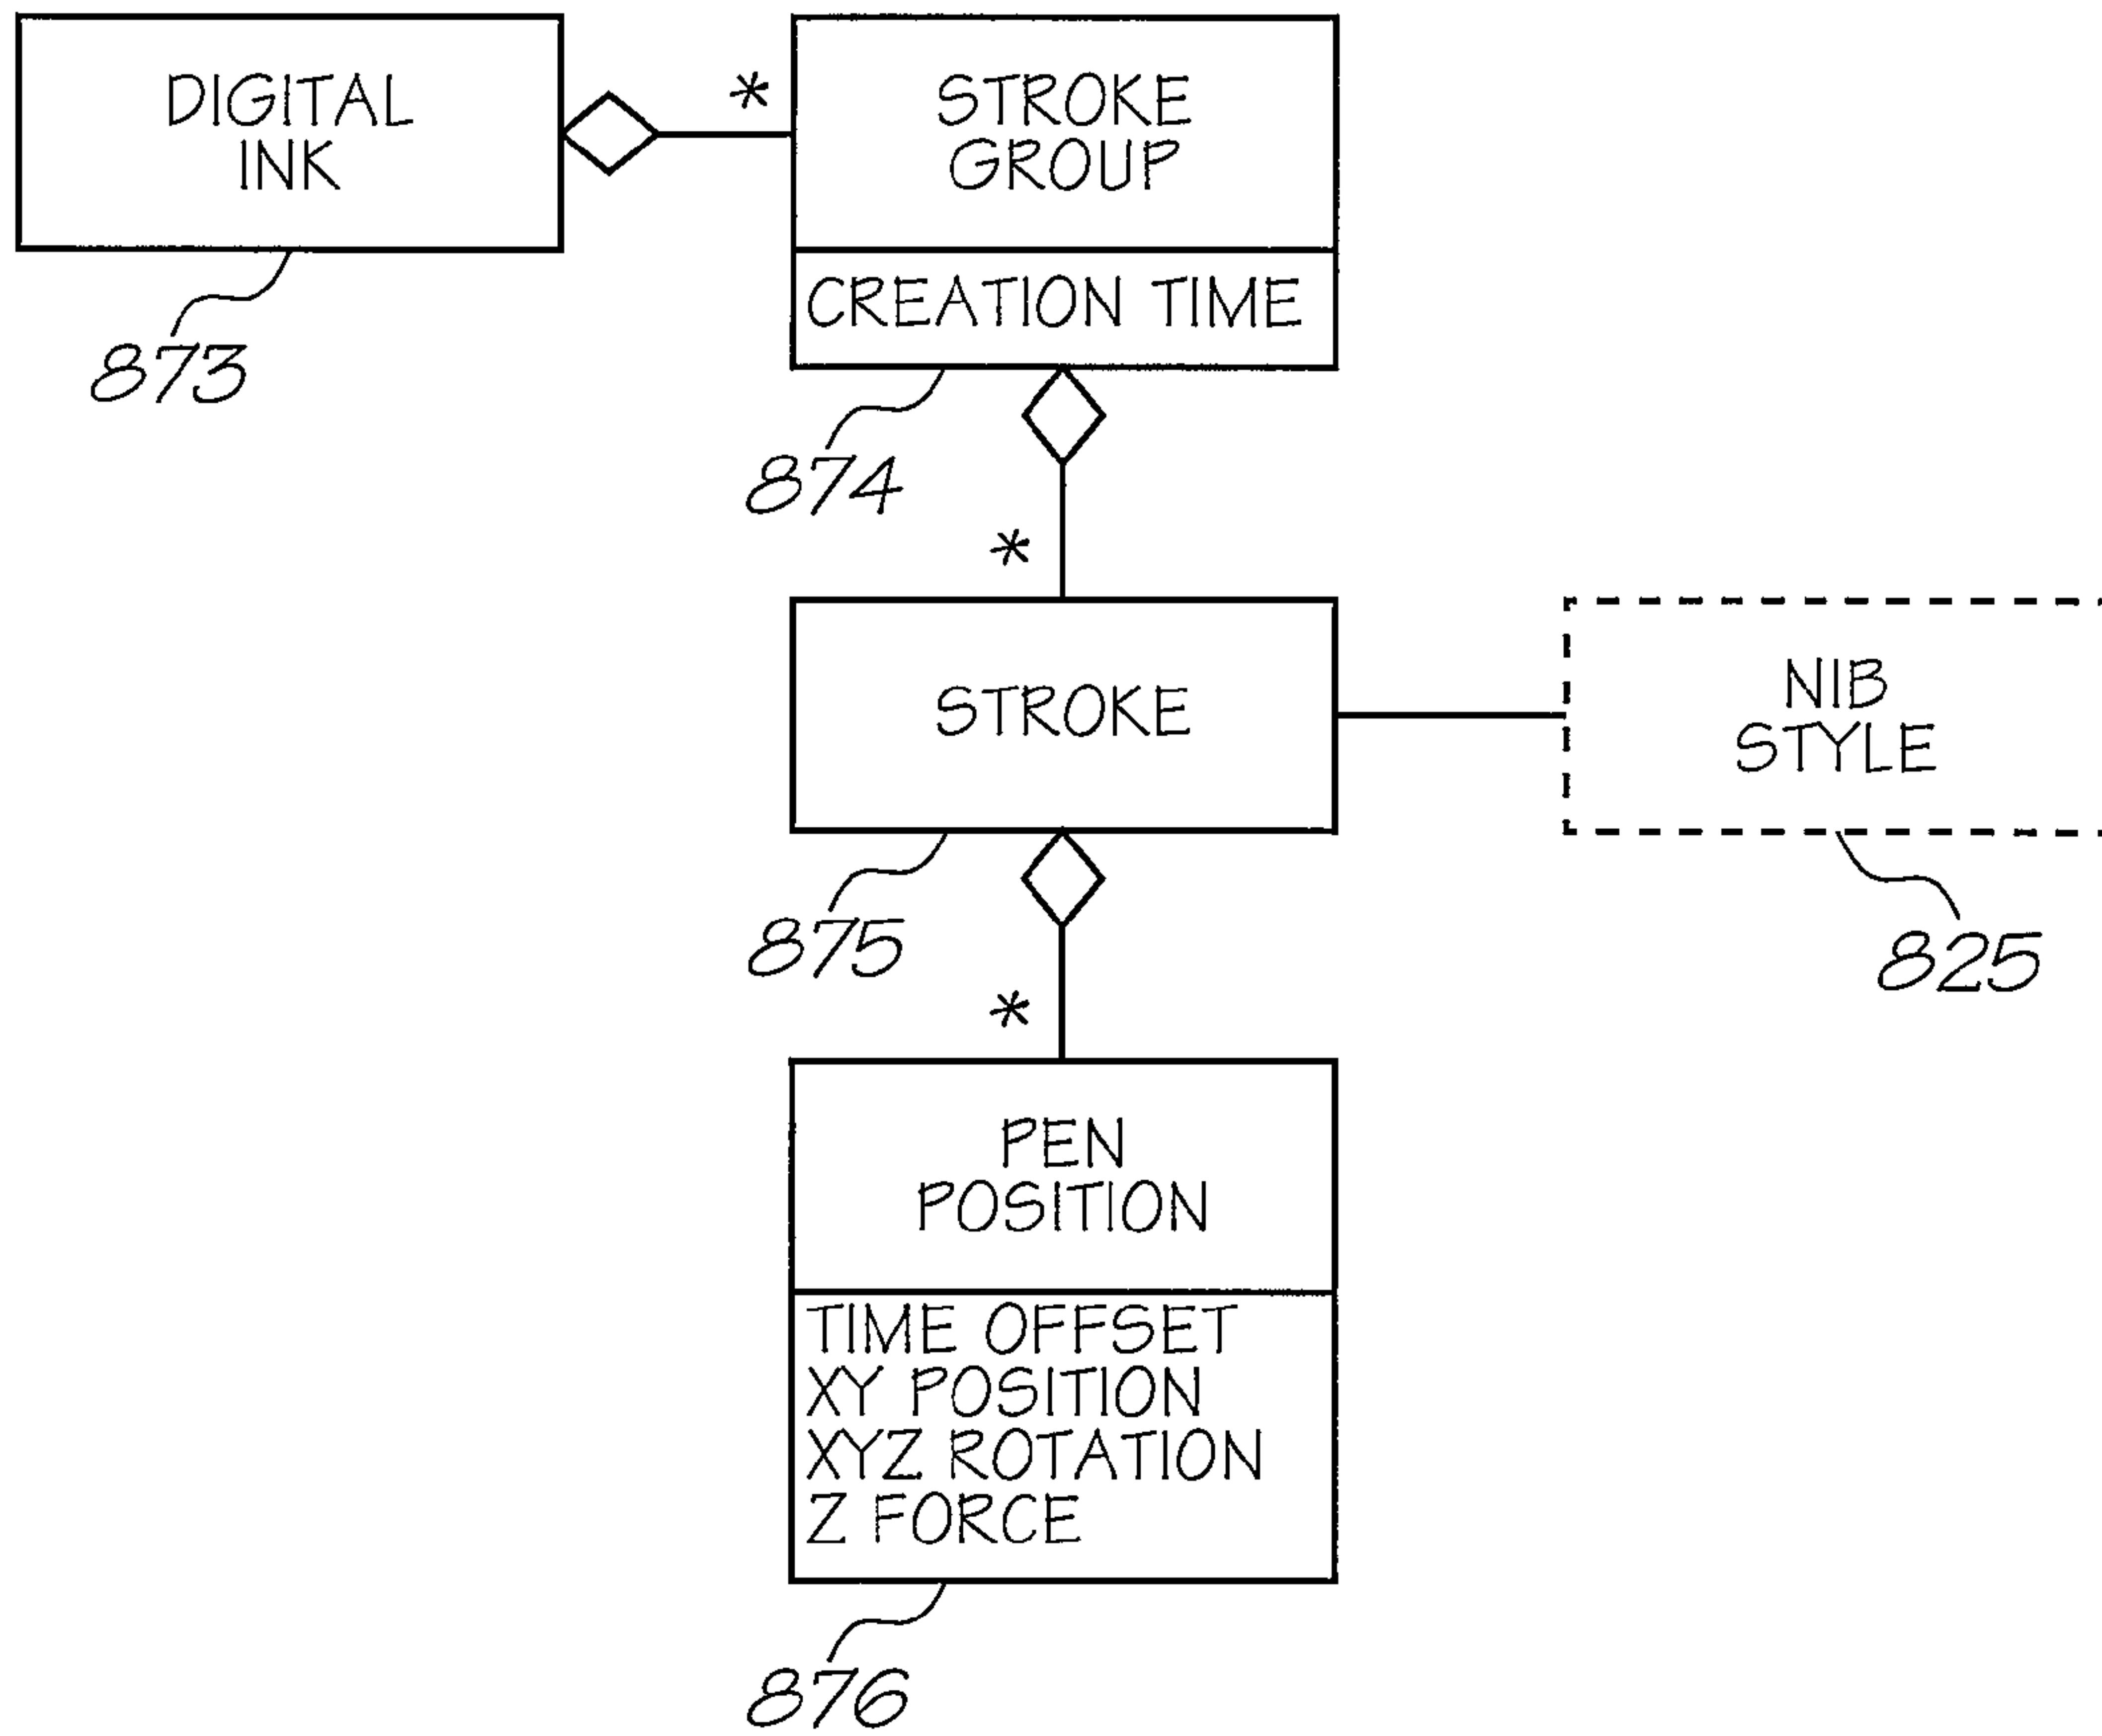 DIGITAL
INK
*
STROKE
GROUP
CREATION TIME
873
874
*
STROKE
NIB
STYLE
875
825
*
PEN
POSITION
TIME OFFSET
XY POSITION
XYZ ROTATION
Z FORCE
876